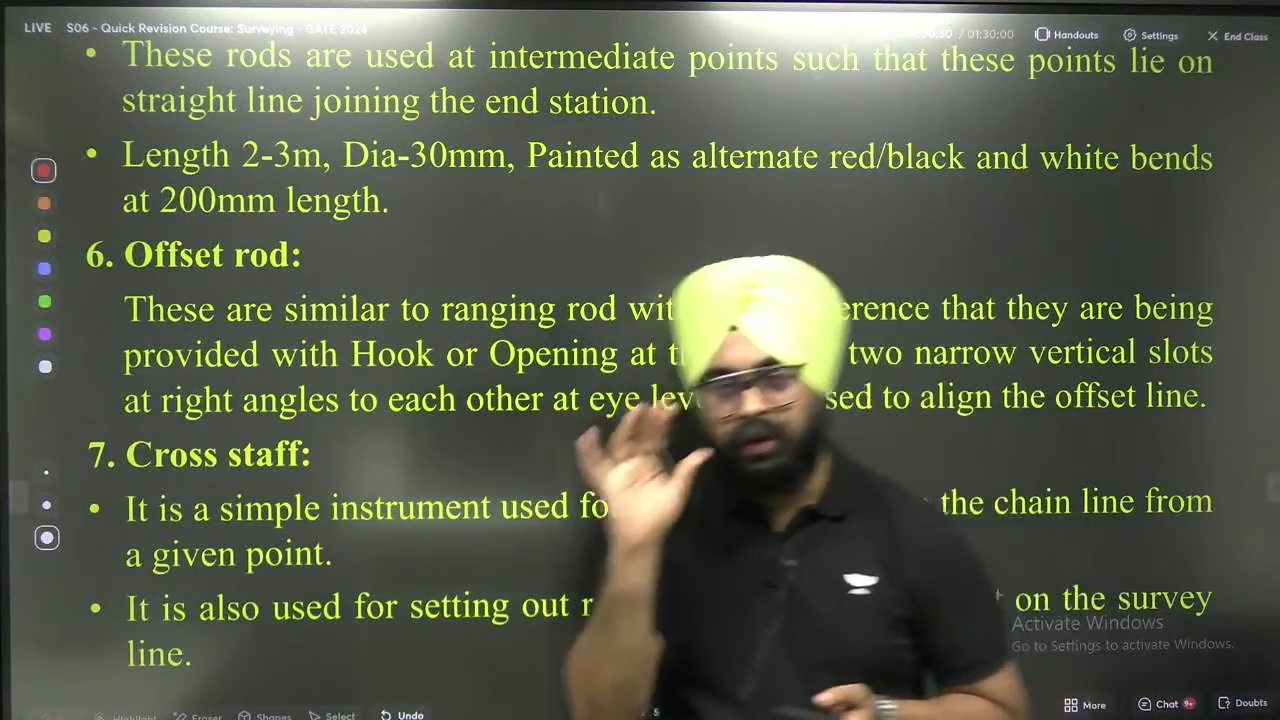 LIVE S06 - Quick Revision Course: Surveying - GATE 2024
/ 01:30:00
Handouts
Settings
End Class
These rods are used at intermediate points such that these points lie on
straight line joining the end station.
Length 2-3m, Dia-30mm, Painted as alternate red/black and white bends
at 200mm length.
6. Offset rod:
These are similar to ranging rod with erence that they are being
provided with Hook or Opening at two narrow vertical slots
at right angles to each other at eye sed to align the offset line.
7. Cross staff:
It is a simple instrument used the chain line from
a given point.
It is also used for setting out on the survey
line.
Activate Windows
Go to Settings to activate Windows.
Highlight Eraser Shapes Select Undo
5
More
Chat 9+
Doubts